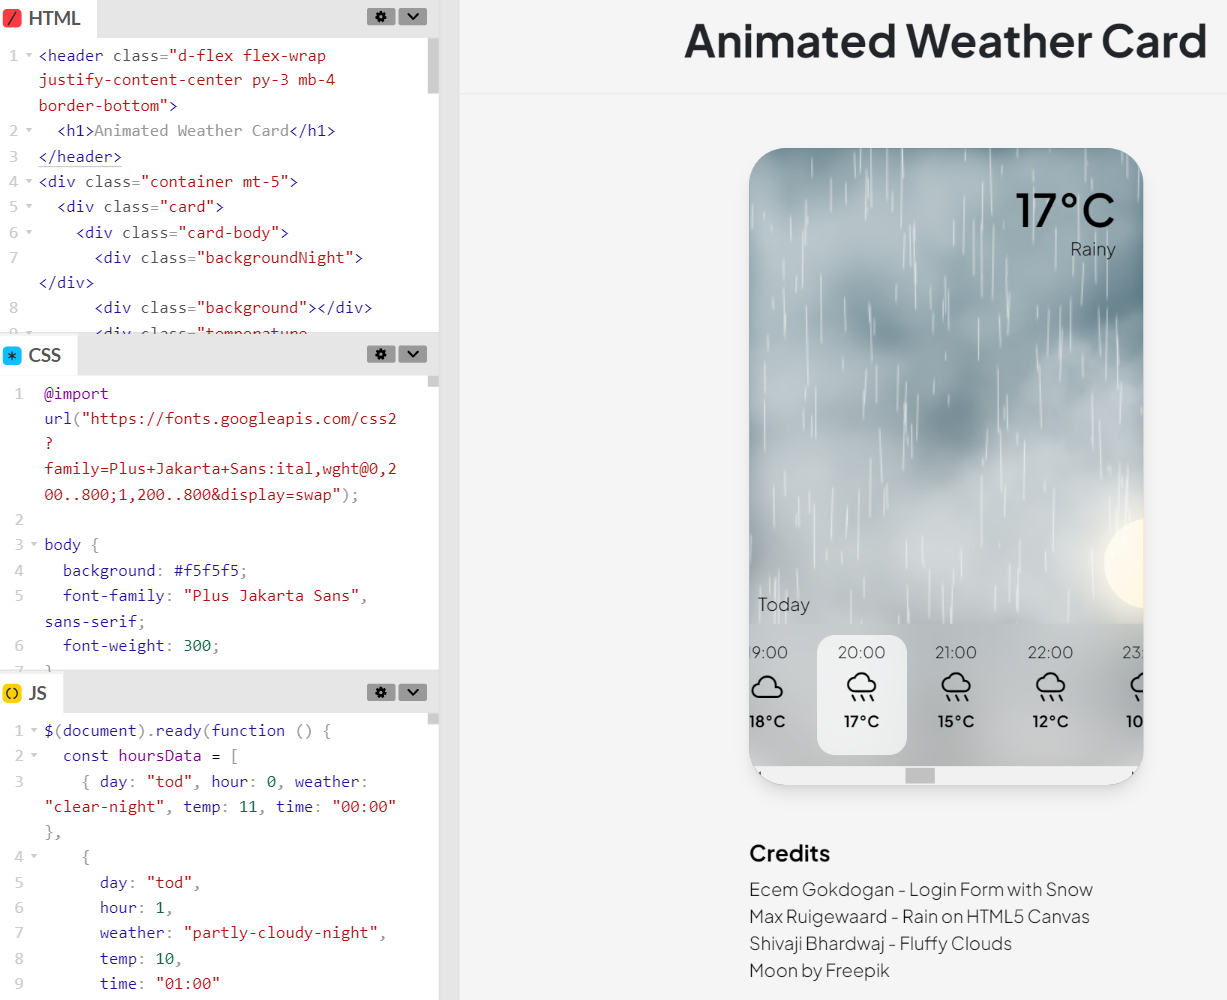 HTML
1 <header class="d-flex flex-wrap
justify-content-center py-3 mb-4
border-bottom">
2 <h1>Animated Weather Card</h1>
3 </header>
4 <div class="container mt-5">
5 <div class="card">
6 <div class="card-body">
7 <div class="backgroundNight">
</div>
8 <div class="background"></div>
9 <div class="temperature
CSS
1 @import
url("https://fonts.googleapis.com/css2
?
family=Plus+Jakarta+Sans:ital,wght@0,2
00..800;1,200..800&display=swap");
2
3 body {
4 background: #f5f5f5;
5 font-family: "Plus Jakarta Sans",
sans-serif;
6 font-weight: 300;
7 }
JS
1 $(document).ready(function () {
2 const hoursData = [
3 { day: "tod", hour: 0, weather:
"clear-night", temp: 11, time: "00:00"
},
4 {
5 day: "tod",
6 hour: 1,
7 weather: "partly-cloudy-night",
8 temp: 10,
9 time: "01:00"
Animated Weather Card
17°C
Rainy
Today
9:00 20:00 21:00 22:00 23:
18°C 17°C 15°C 12°C 10
Credits
Ecem Gokdogan - Login Form with Snow
Max Ruigewaard - Rain on HTML5 Canvas
Shivaji Bhardwaj - Fluffy Clouds
Moon by Freepik